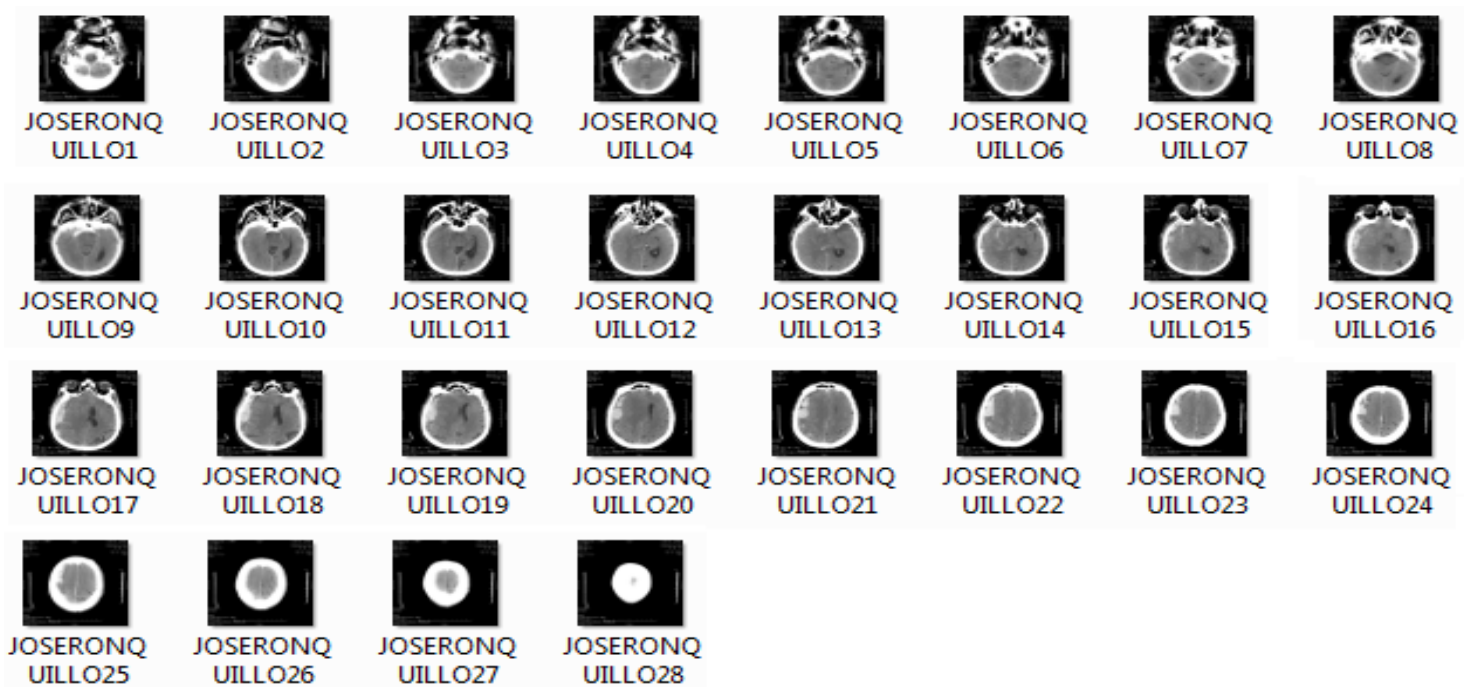 JOSERONQ JOSERONQ JOSERONQ JOSERONQ JOSERONQ JOSERONQ JOSERONQ JOSERONQ
UILLO1 UILLO2 UILLO3 UILLO4 UILLO5 UILLO6 UILLO7 UILLO8
JOSERONQ JOSERONQ JOSERONQ JOSERONQ JOSERONQ JOSERONQ JOSERONQ JOSERONQ
UILLO9 UILLO10 UILLO11 UILLO12 UILLO13 UILLO14 UILLO15 UILLO16
JOSERONQ JOSERONQ JOSERONQ JOSERONQ JOSERONQ JOSERONQ JOSERONQ JOSERONQ
UILLO17 UILLO18 UILLO19 UILLO20 UILLO21 UILLO22 UILLO23 UILLO24
JOSERONQ JOSERONQ JOSERONQ JOSERONQ
UILLO25 UILLO26 UILLO27 UILLO28